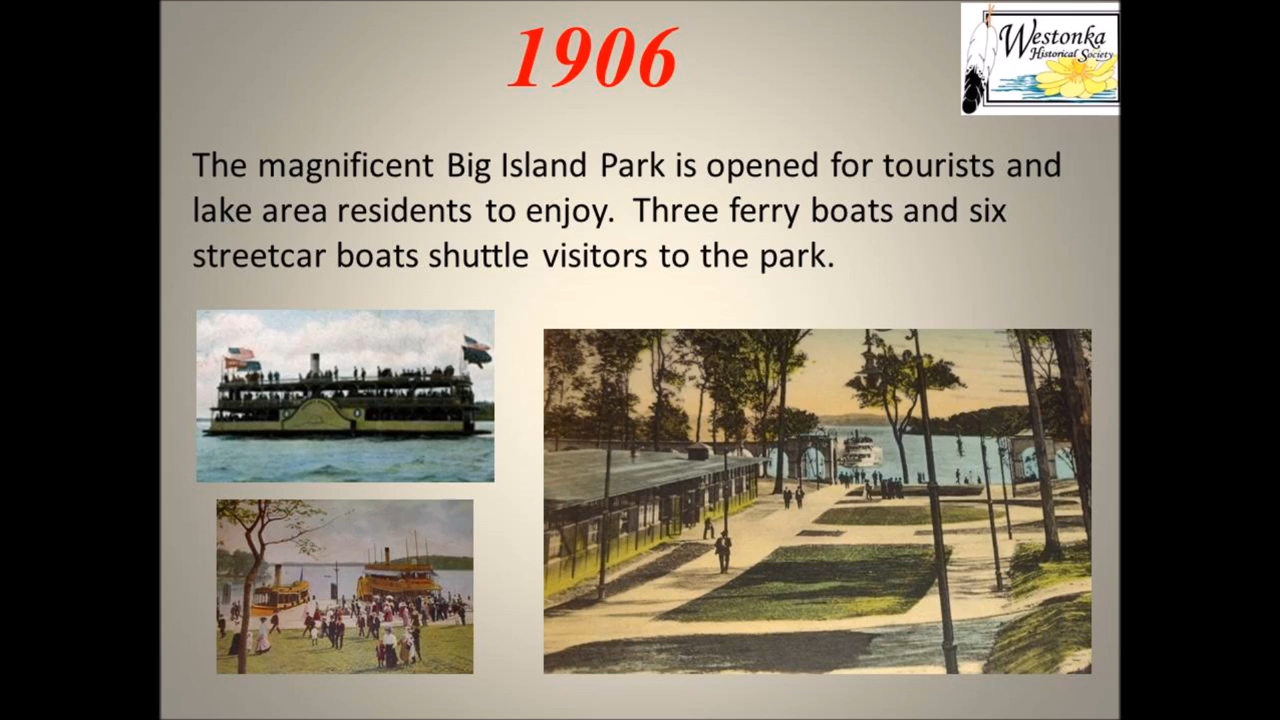 1906
Westonka
Historical Society
The magnificent Big Island Park is opened for tourists and
lake area residents to enjoy. Three ferry boats and six
streetcar boats shuttle visitors to the park.